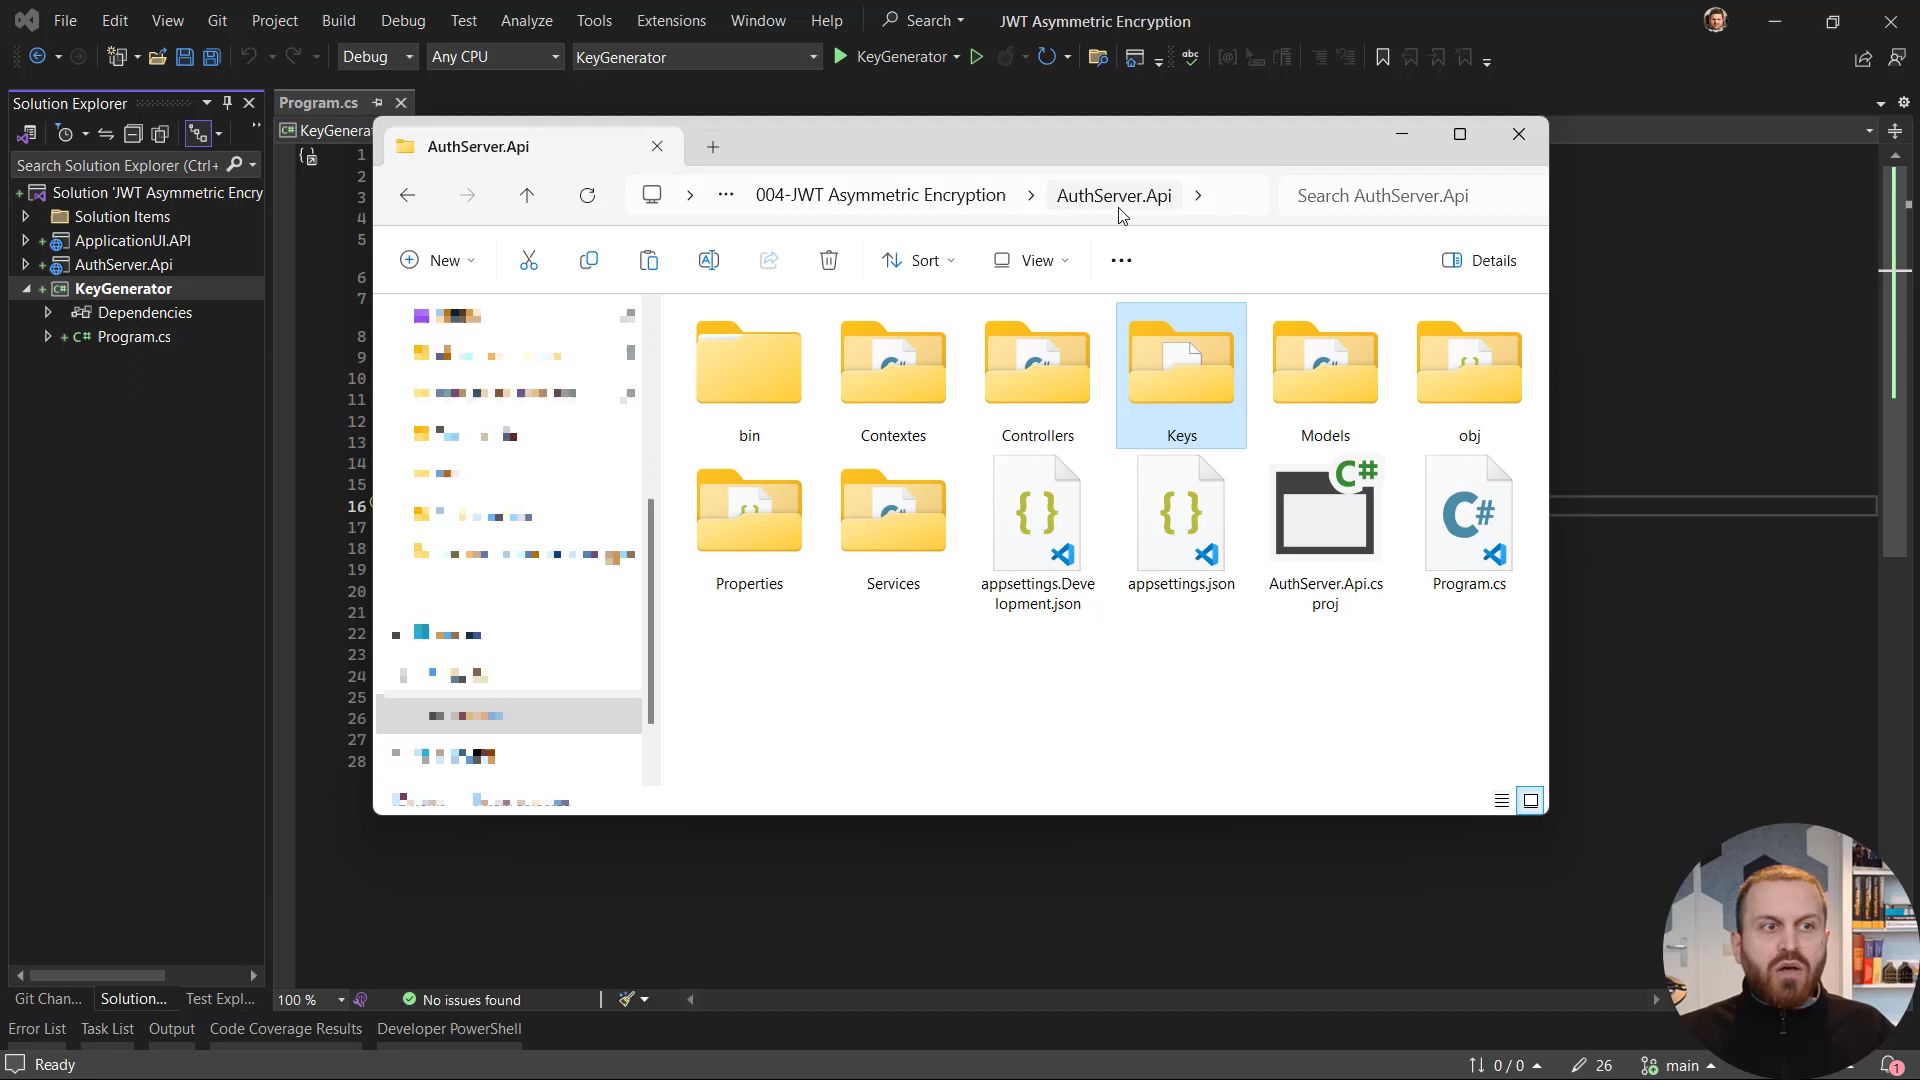 File Edit View Git Project Build Debug Test Analyze Tools Extensions Window Help Search JWT Asymmetric Encryption
Debug Any CPU KeyGenerator KeyGenerator
Solution Explorer
Search Solution Explorer (Ctrl+
Solution 'JWT Asymmetric Encry
Solution Items
ApplicationUI.API
AuthServer.Api
KeyGenerator
Dependencies
C# Program.cs
Program.cs
C# KeyGenera
1
2
3
4
5
6
7
8
9
10
11
12
13
14
15
16
17
18
19
20
21
22
23
24
25
26
27
28
AuthServer.Api
004-JWT Asymmetric Encryption AuthServer.Api Search AuthServer.Api
New Sort View Details
bin Contextes Controllers Keys Models obj
Properties Services appsettings.Deve
lopment.json appsettings.json AuthServer.Api.cs
proj Program.cs
Git Chan... Solution... Test Expl... 100 % No issues found
Error List Task List Output Code Coverage Results Developer PowerShell
Ready 0 / 0 26 main 1